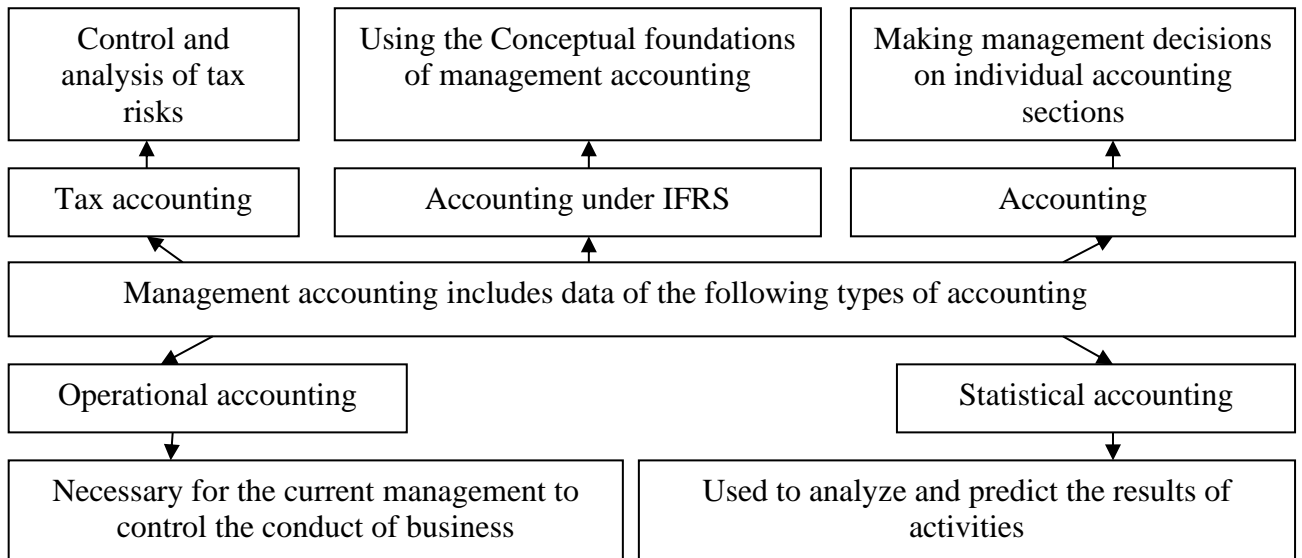 Control and
analysis of tax
risks
Using the Conceptual foundations
of management accounting
Making management decisions
on individual accounting
sections
Tax accounting
Accounting under IFRS
Accounting
Management accounting includes data of the following types of accounting
Operational accounting
Statistical accounting
Necessary for the current management to
control the conduct of business
Used to analyze and predict the results of
activities